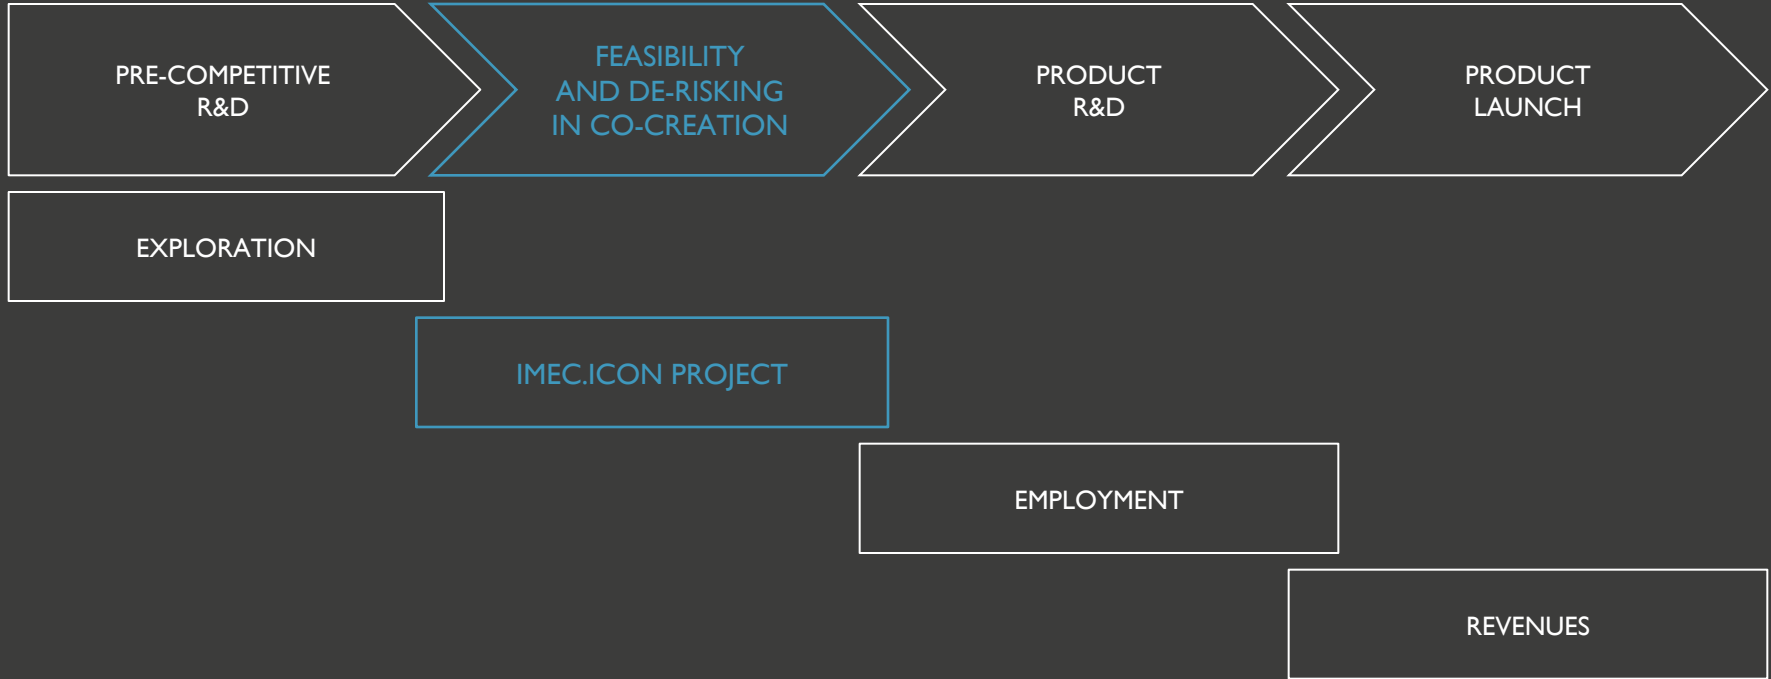 PRE-COMPETITIVE
R&D
FEASIBILITY
AND DE-RISKING
IN CO-CREATION
PRODUCT
R&D
PRODUCT
LAUNCH
EXPLORATION
IMEC.ICON PROJECT
EMPLOYMENT
REVENUES